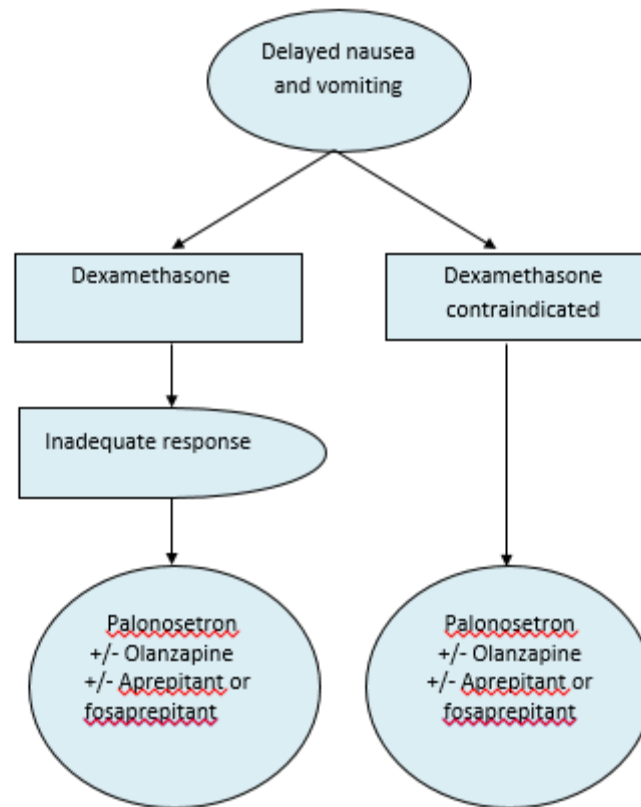 Delayed nausea
and vomiting
Dexamethasone
Dexamethasone
contraindicated
Inadequate response
Palonosetron
+/- Olanzapine
+/- Aprepitant or
fosaprepitant
Palonosetron
+/- Olanzapine
+/- Aprepitant or
fosaprepitant